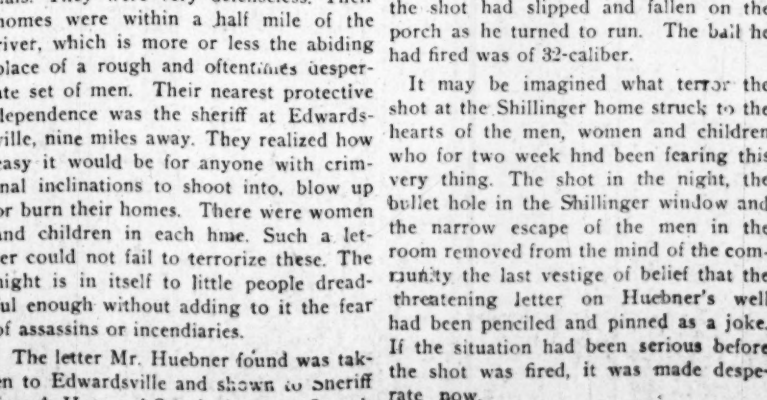 homes were within a half mile of the
river, which is more or less the abiding
place of a rough and oftentimes desper-
ate set of men. Their nearest protective
dependence was the sheriff at Edwards-
ville, nine miles away. They realized how
easy it would be for anyone with crim-
inal inclinations to shoot into, blow up
or burn their homes. There were women
and children in each hme. Such a let-
ter could not fail to terrorize these. The
night is in itself to little people dread-
ful enough without adding to it the fear
of assassins or incendiaries.
The letter Mr. Huebner found was tak-
en to Edwardsville and shown to Sheriff
the shot had slipped and fallen on the
porch as he turned to run. The ball he
had fired was of 32-caliber.
It may be imagined what terror the
shot at the Shillinger home struck to the
hearts of the men, women and children
who for two week hnd been fearing this
very thing. The shot in the night, the
bullet hole in the Shillinger window and
the narrow escape of the men in the
room removed from the mind of the com-
munity the last vestige of belief that the
threatening letter on Huebner's well
had been penciled and pinned as a joke.
If the situation had been serious before
the shot was fired, it was made despe-
rate now.